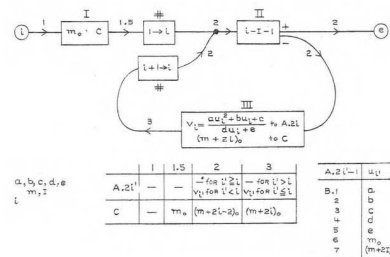 I # II
i 1 m₀ · C 1.5 1→i 2 i-I-1 + 2 e
−
i+1→i 2 2
#
III
3 vᵢ = (auᵢ² + buᵢ + c)/(duᵢ + e) to A.2i
(m+2i)₀ to C
1 1.5 2 3 A.2i'-1 uᵢ'
a, b, c, d, e A.2i' — — — FOR i' ≧ i — FOR i' > i B.1 a
m, I vᵢ' FOR i' < i vᵢ' FOR i' ≦ i 2 b
i C — m₀ (m+2i-2)₀ (m+2i)₀ 3 c
4 d
5 e
6 m₀
7 (m+2I)₀